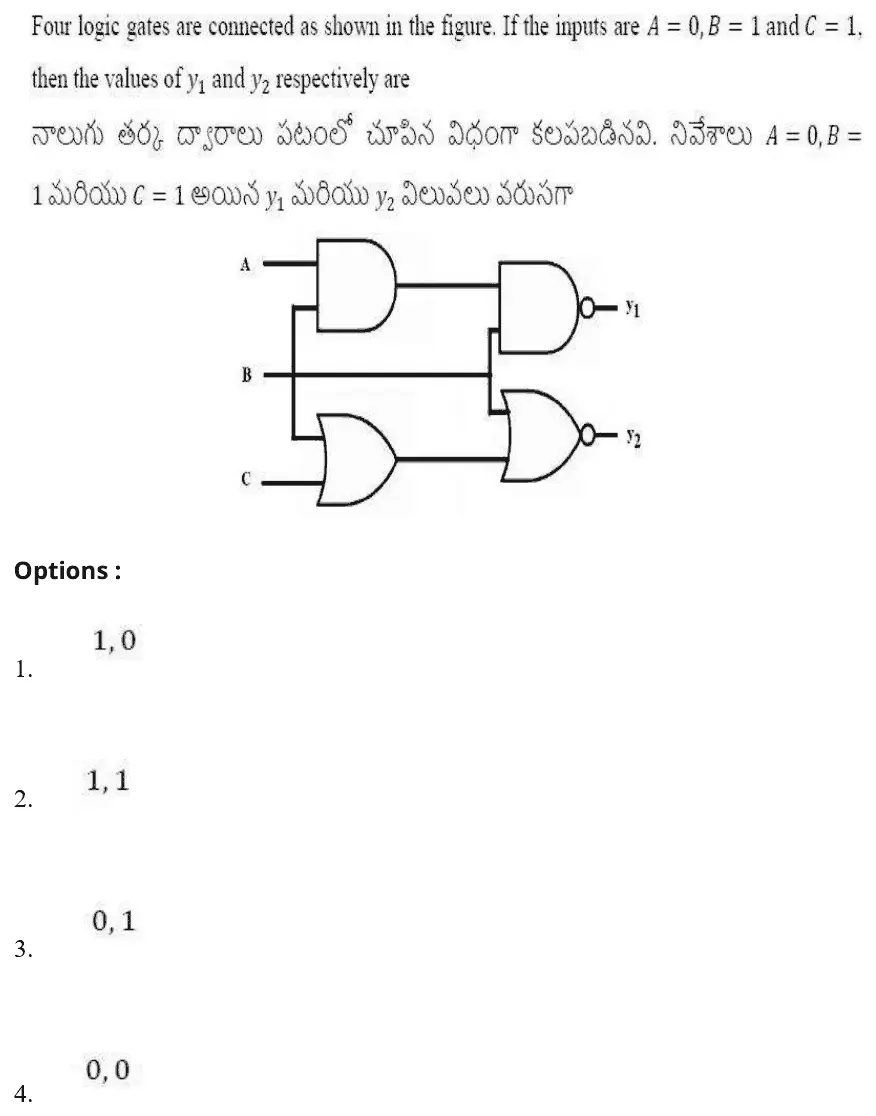 Four logic gates are connected as shown in the figure. If the inputs are A = 0, B = 1 and C = 1,
then the values of y₁ and y₂ respectively are
నాలుగు తర్క ద్వారాలు పటంలో చూపిన విధంగా కలపబడినవి. నివేశాలు A = 0, B =
1 మరియు C = 1 అయిన y₁ మరియు y₂ విలువలు వరుసగా
A
y₁
B
y₂
C
Options :
1. 1, 0
2. 1, 1
3. 0, 1
4. 0, 0